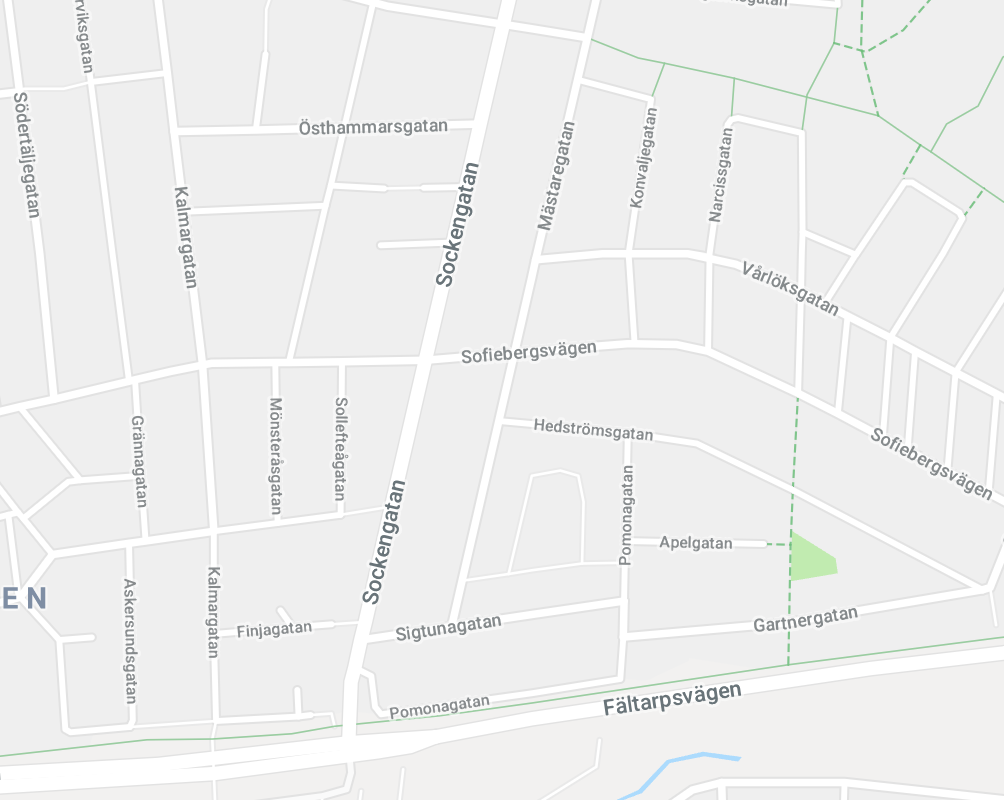 Södertäljegatan
Östhammarsgatan
Kalmargatan
Sockengatan
Mästaregatan
Konvaljegatan
Narcissgatan
Vårlöksgatan
Sofiebergsvägen
Grännagatan
Mönsteråsgatan
Sollefteågatan
Hedströmsgatan
Sofiebergsvägen
Sockengatan
Pomonagatan
Apelgatan
Askersundsgatan
Kalmargatan
Finjagatan
Sigtunagatan
Gartnergatan
Pomonagatan
Fältarpsvägen